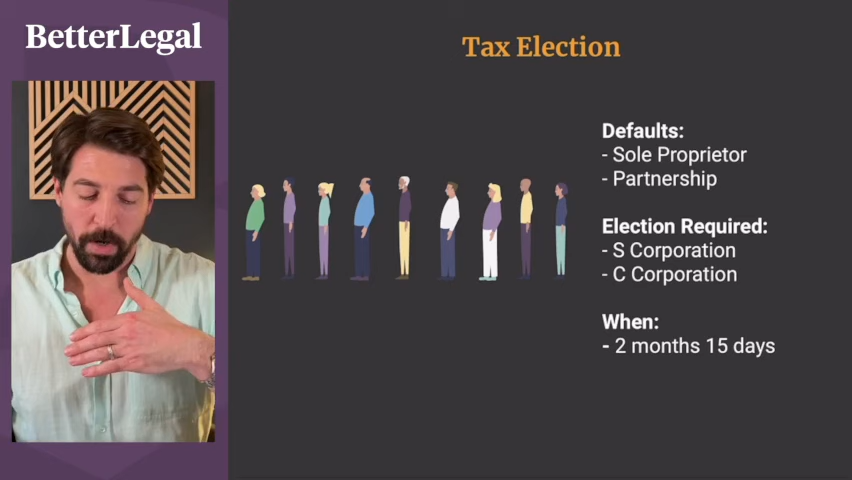 BetterLegal
Tax Election
Defaults:
- Sole Proprietor
- Partnership
Election Required:
- S Corporation
- C Corporation
When:
- 2 months 15 days